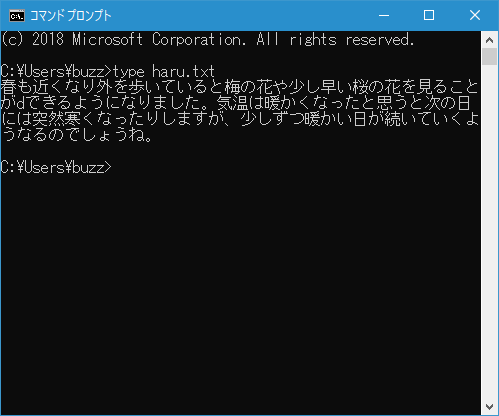 コマンドプロンプト
(c) 2018 Microsoft Corporation. All rights reserved.
C:¥Users¥buzz>type haru.txt
春も近くなり外を歩いていると梅の花や少し早い桜の花を見ること
がdできるようになりました。気温は暖かくなったと思うと次の日
には突然寒くなったりしますが、少しずつ暖かい日が続いていくよ
うなるのでしょうね。
C:¥Users¥buzz>